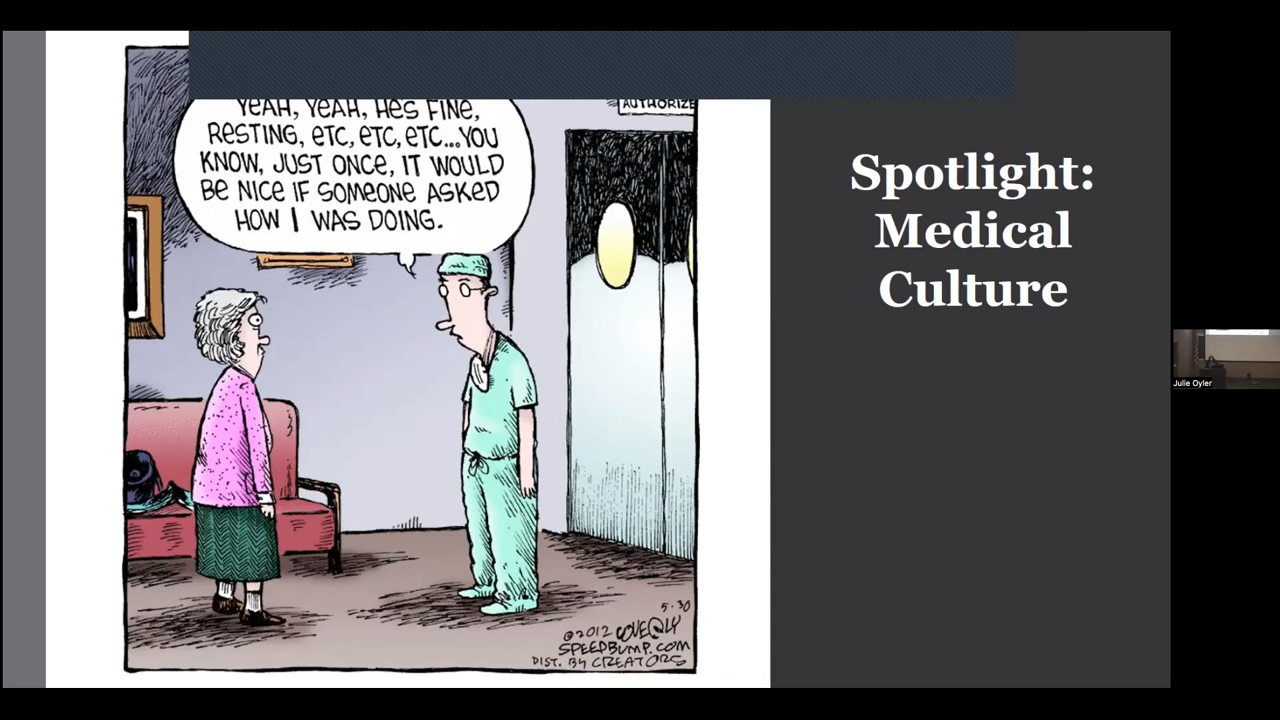 YeAH, YeAH, HeS FiNe,
ReSTiNG, eTC, eTC, eTC...YOU
KNOW, JUST ONCe, IT WOULD
Be NiCe iF SOMeONe ASKeD
HOW I WAS DOiNG.
AUTHORiZE
Spotlight:
Medical
Culture
Julie Oyler
5·30
©2012 COVERLY
SPEEDBUMP.COM
DIST. BY CREATORS